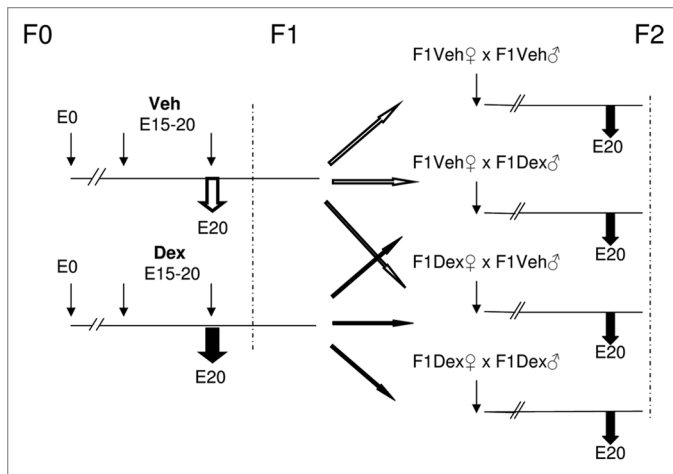 F0
F1
F2
Veh
E15-20
E0
E20
Dex
E15-20
E0
E20
F1Veh♀ x F1Veh♂
E20
F1Veh♀ x F1Dex♂
E20
F1Dex♀ x F1Veh♂
E20
F1Dex♀ x F1Dex♂
E20